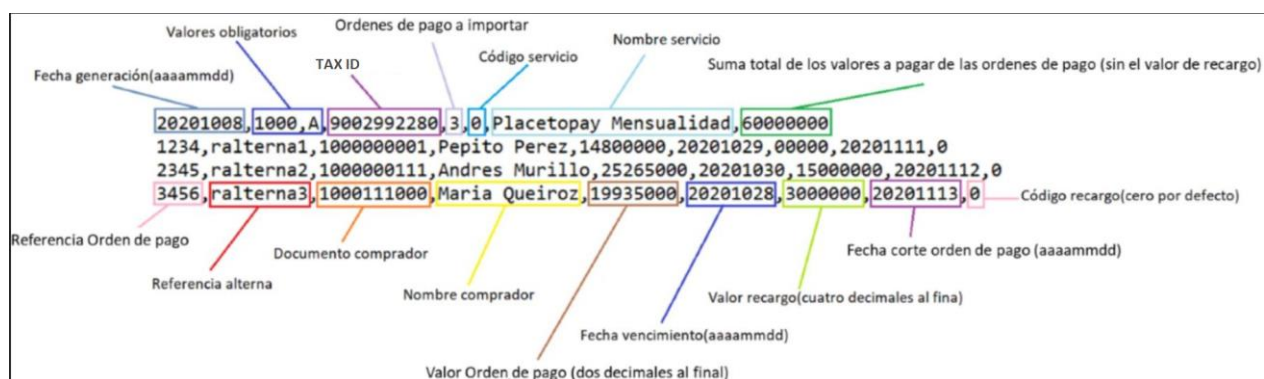 Ordenes de pago a importar
Valores obligatorios
Nombre servicio
Código servicio
TAX ID
Suma total de los valores a pagar de las ordenes de pago (sin el valor de recargo)
Fecha generación(aaaammdd)
20201008,1000,A,9002992280,3,0,Placetopay Mensualidad,60000000
1234,ralterna1,1000000001,Pepito Perez,14800000,20201029,00000,20201111,0
2345,ralterna2,1000000111,Andres Murillo,25265000,20201030,15000000,20201112,0
3456,ralterna3,1000111000,Maria Queiroz,19935000,20201028,3000000,20201113,0
Código recargo(cero por defecto)
Referencia Orden de pago
Documento comprador
Fecha corte orden de pago (aaaammdd)
Referencia alterna
Nombre comprador
Valor recargo(cuatro decimales al fina)
Fecha vencimiento(aaaammdd)
Valor Orden de pago (dos decimales al final)